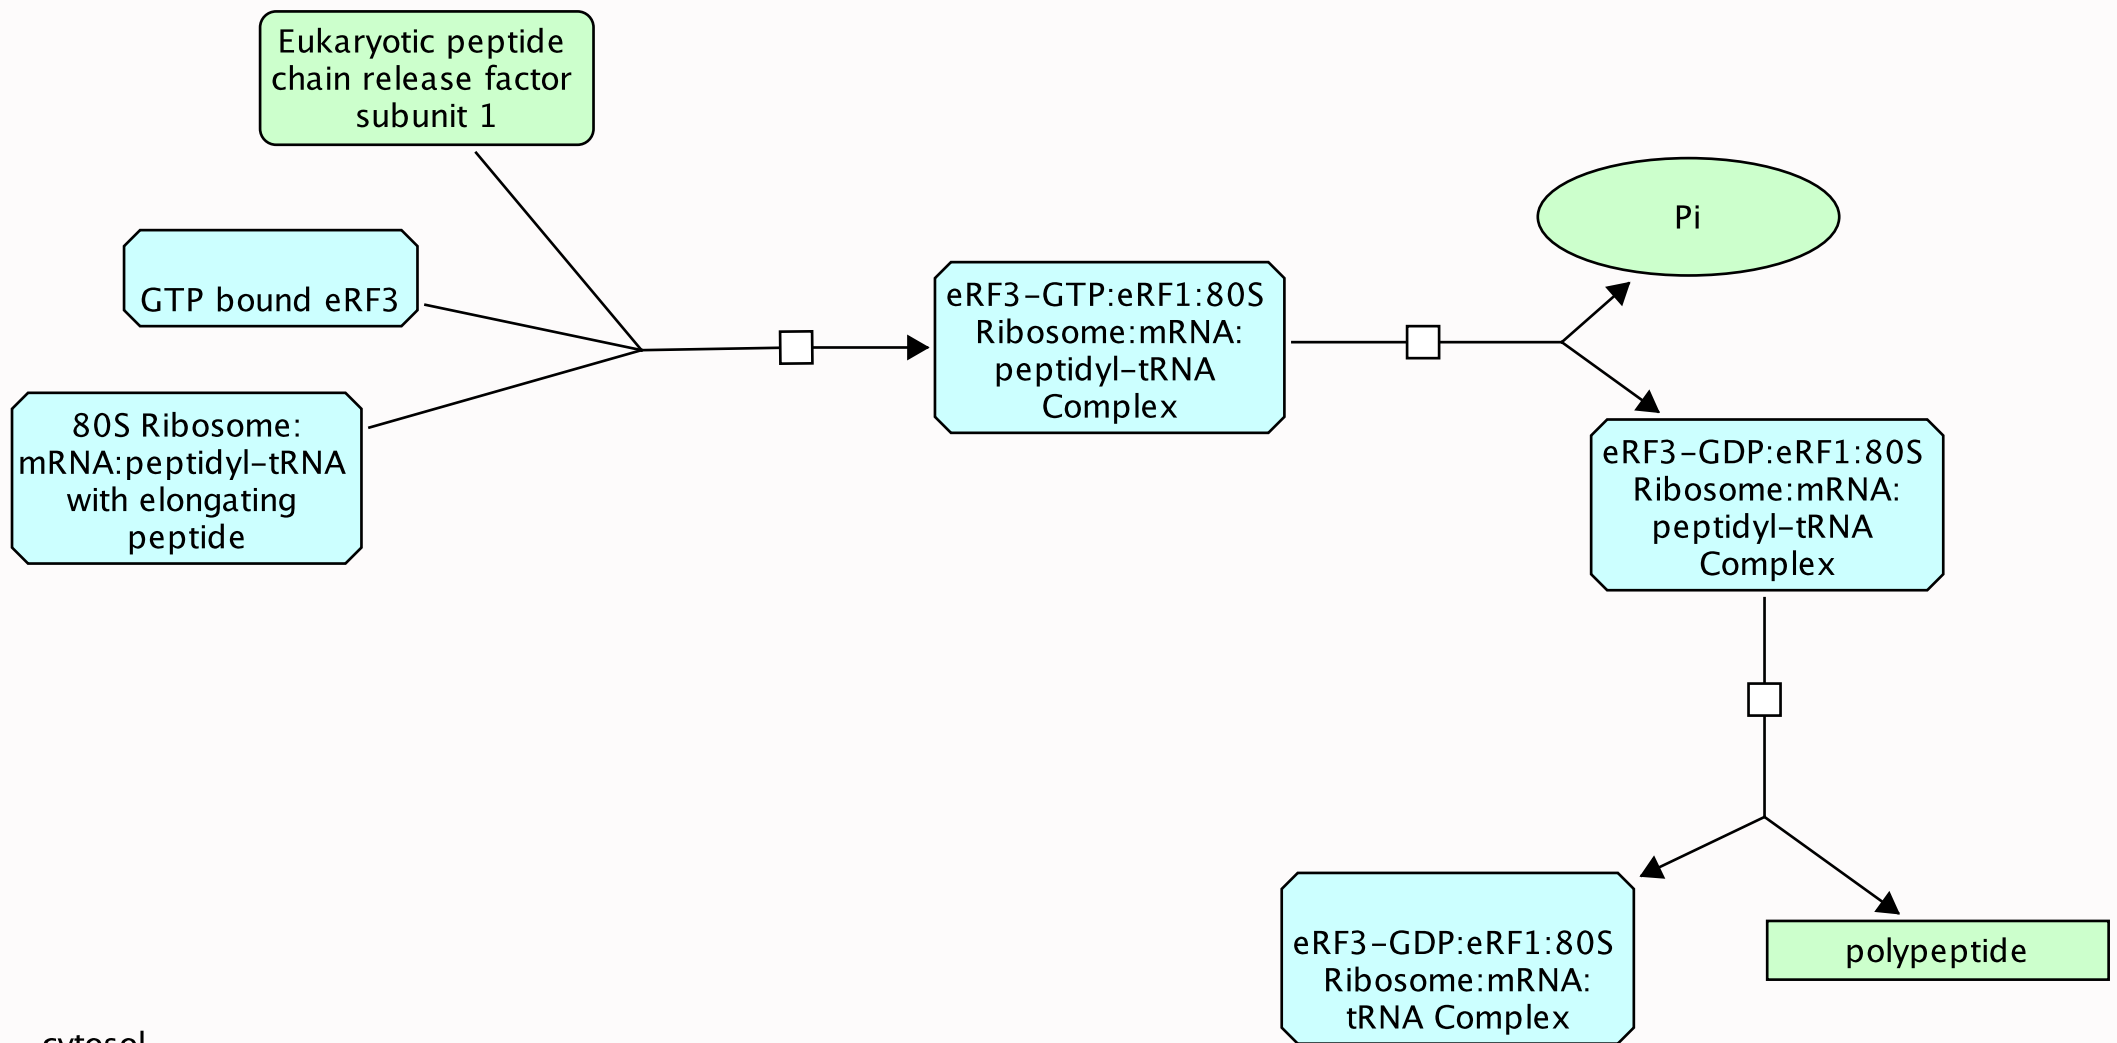 Eukaryotic peptide
chain release factor
subunit 1
GTP bound eRF3
80S Ribosome:
mRNA:peptidyl-tRNA
with elongating
peptide
eRF3-GTP:eRF1:80S
Ribosome:mRNA:
peptidyl-tRNA
Complex
Pi
eRF3-GDP:eRF1:80S
Ribosome:mRNA:
peptidyl-tRNA
Complex
eRF3-GDP:eRF1:80S
Ribosome:mRNA:
tRNA Complex
polypeptide
cytosol